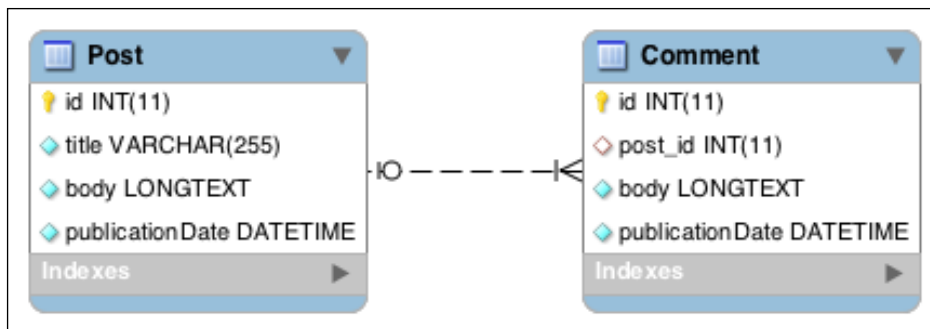 Post
id INT(11)
title VARCHAR(255)
body LONGTEXT
publicationDate DATETIME
Indexes
Comment
id INT(11)
post_id INT(11)
body LONGTEXT
publicationDate DATETIME
Indexes